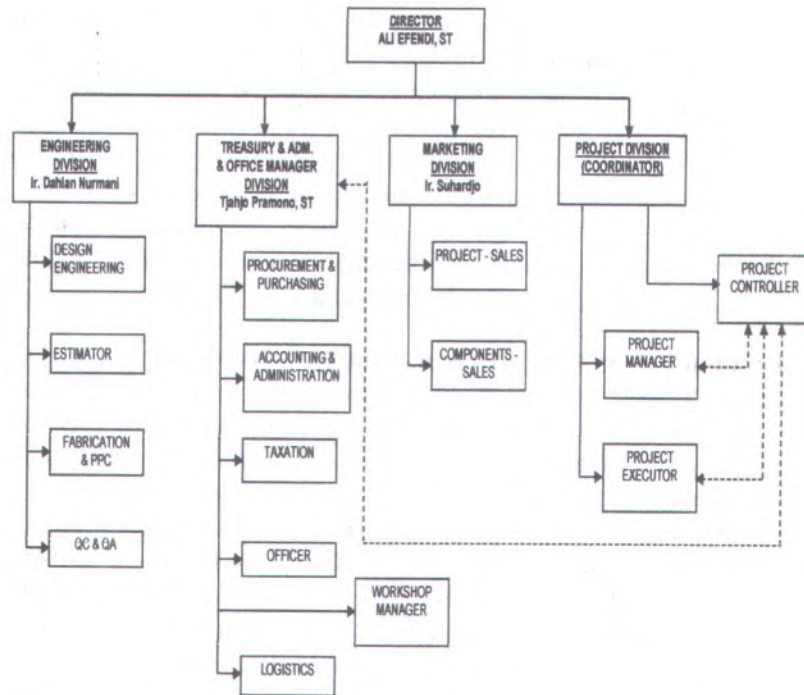 DIRECTOR
ALI EFENDI, ST
ENGINEERING
DIVISION
Ir. Dahlan Nurmani
TREASURY & ADM.
& OFFICE MANAGER
DIVISION
Tjahjo Pramono, ST
MARKETING
DIVISION
Ir. Suhardjo
PROJECT DIVISION
(COORDINATOR)
DESIGN
ENGINEERING
ESTIMATOR
FABRICATION
& PPC
QC & QA
PROCUREMENT &
PURCHASING
ACCOUNTING &
ADMINISTRATION
TAXATION
OFFICER
WORKSHOP
MANAGER
LOGISTICS
PROJECT - SALES
COMPONENTS -
SALES
PROJECT
CONTROLLER
PROJECT
MANAGER
PROJECT
EXECUTOR